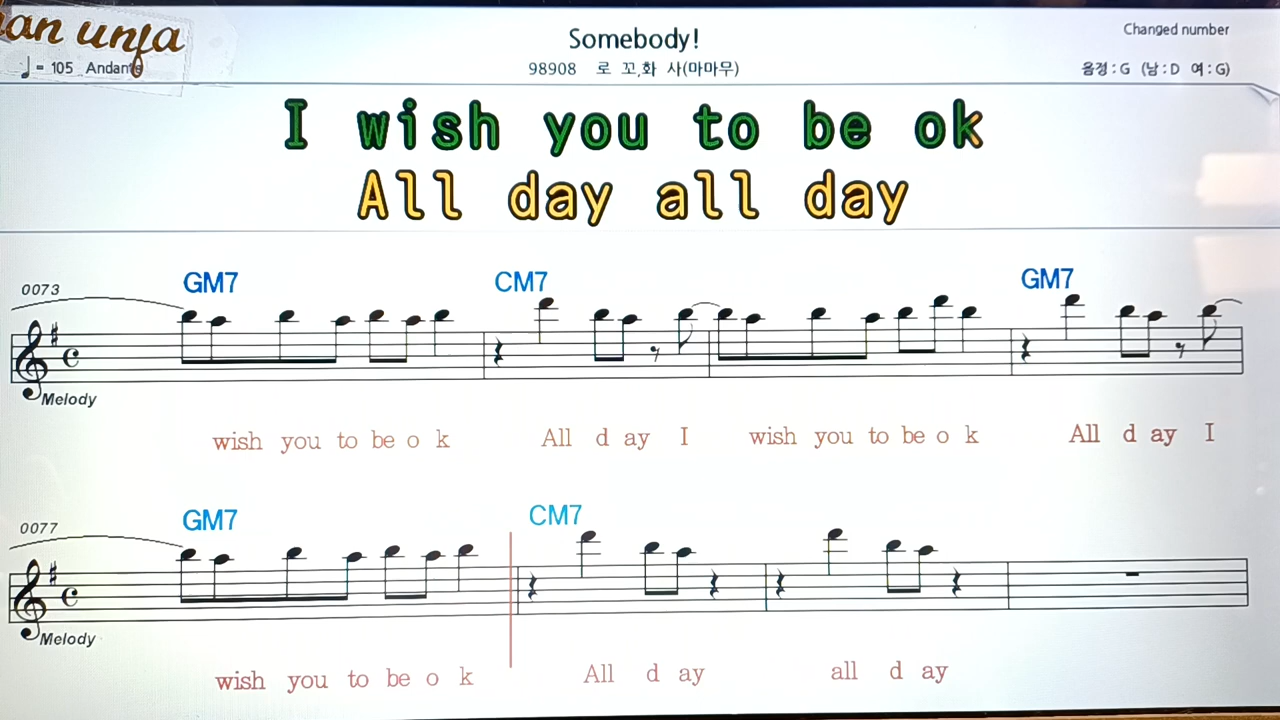 an unfa
Somebody!
Changed number
♩ = 105 Andante
98908 로 꼬,화 사(마마무)
음정 : G (남 : D 여 : G)
I wish you to be ok
All day all day
0073
GM7 CM7 GM7
Melody
wish you to be o k All d ay I wish you to be o k All d ay I
0077
GM7 CM7
Melody
wish you to be o k All d ay all d ay